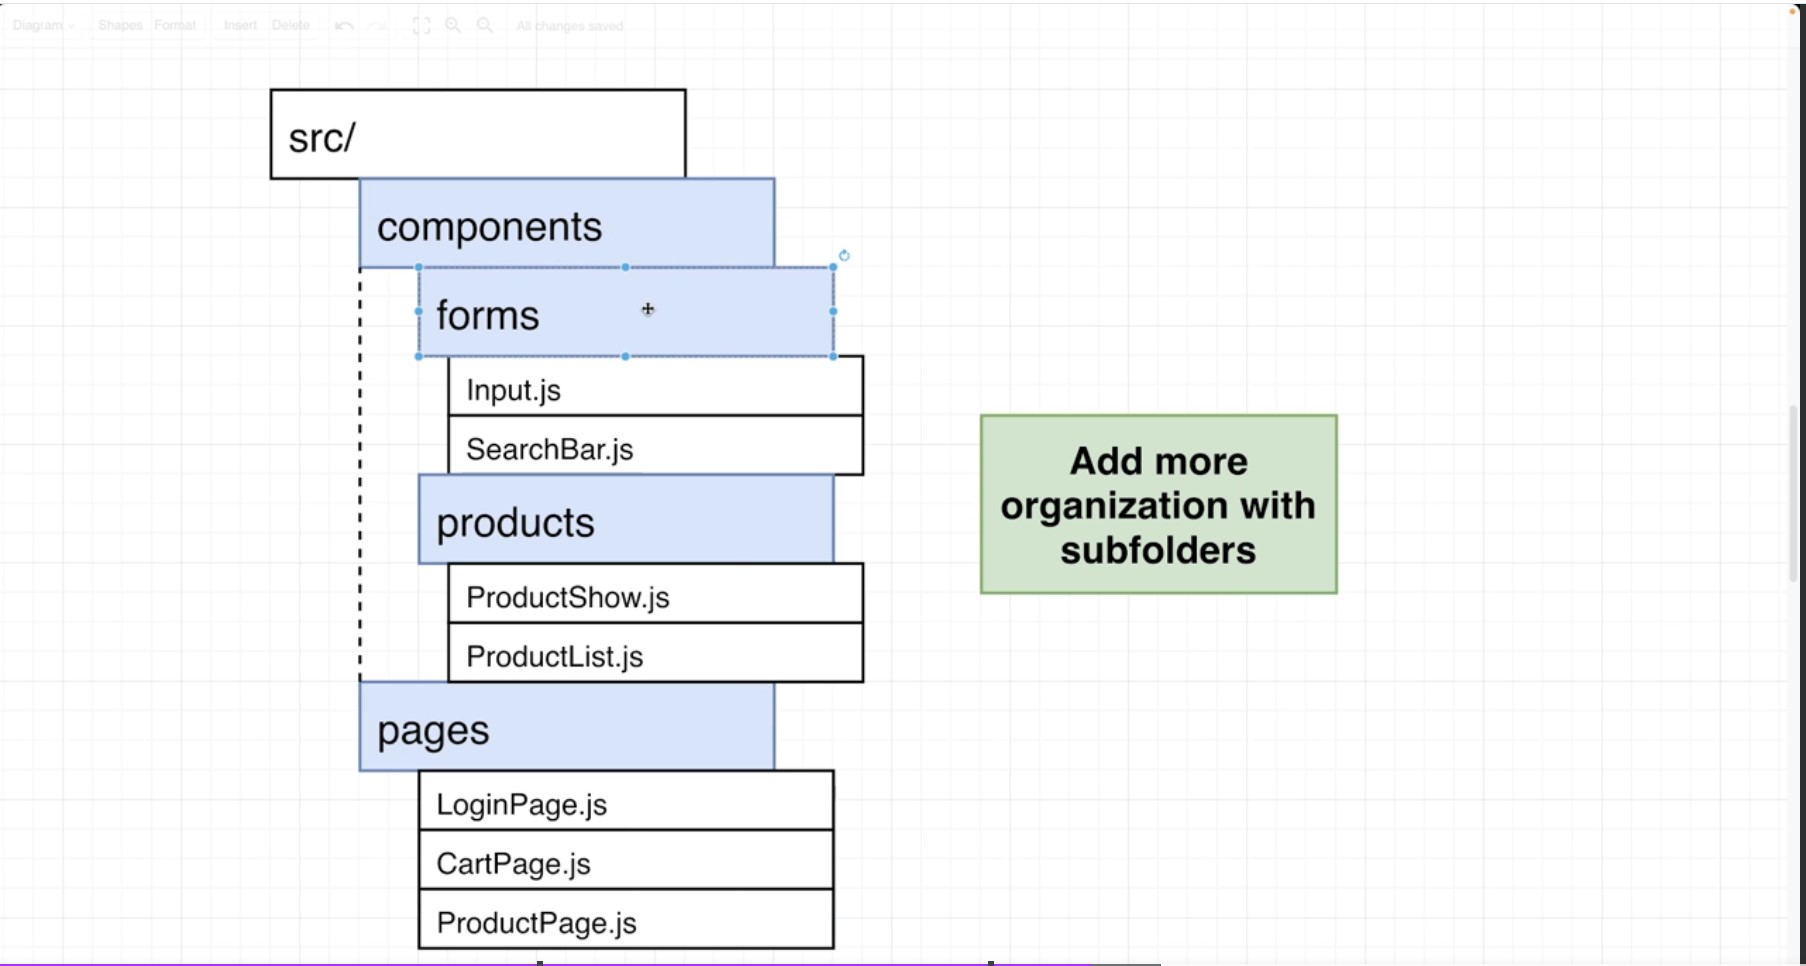 Diagram Shapes Format Insert Delete All changes saved
src/
components
forms
Input.js
SearchBar.js
products
ProductShow.js
ProductList.js
pages
LoginPage.js
CartPage.js
ProductPage.js
Add more
organization with
subfolders